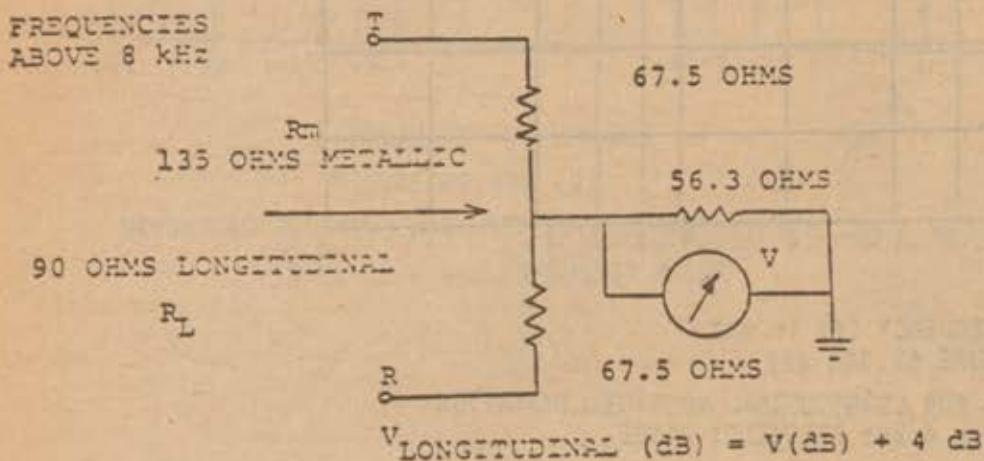 FREQUENCIES
ABOVE 8 kHz
T
67.5 OHMS
Rm
135 OHMS METALLIC
56.3 OHMS
V
90 OHMS LONGITUDINAL
RL
67.5 OHMS
R
VLONGITUDINAL (dB) = V(dB) + 4 dB